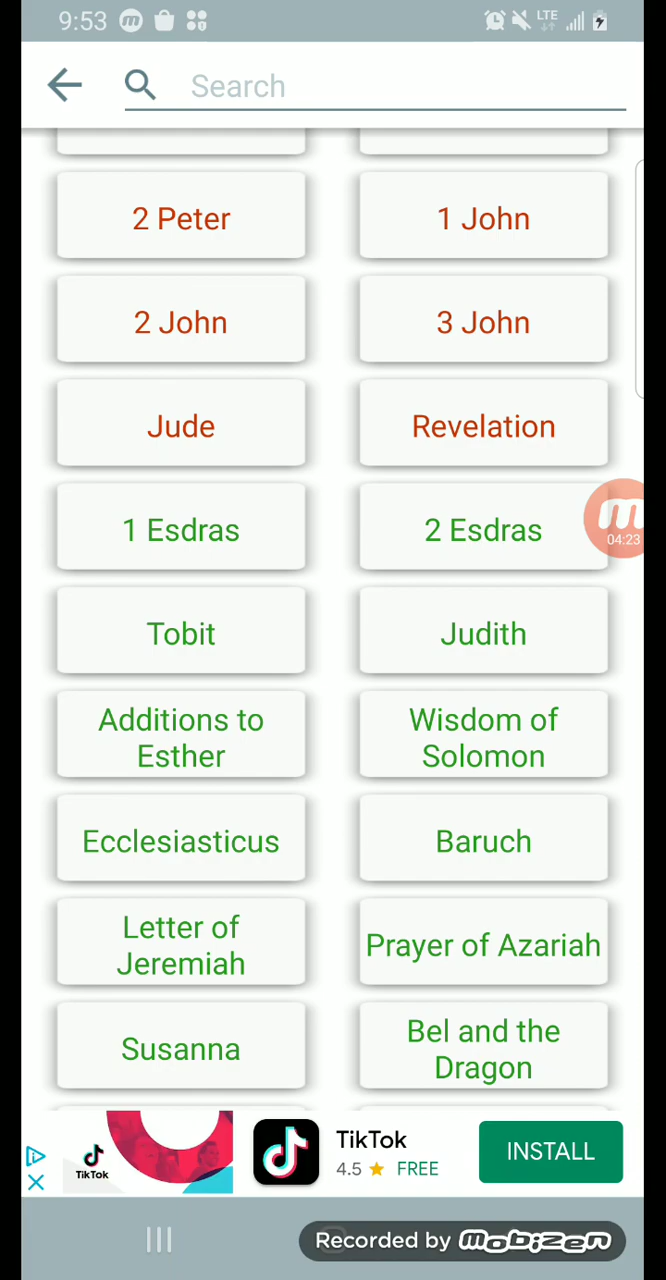 9:53
LTE
Search
2 Peter
1 John
2 John
3 John
Jude
Revelation
1 Esdras
2 Esdras
04:23
Tobit
Judith
Additions to
Esther
Wisdom of
Solomon
Ecclesiasticus
Baruch
Letter of
Jeremiah
Prayer of Azariah
Susanna
Bel and the
Dragon
TikTok
TikTok
4.5 ★ FREE
INSTALL
Recorded by mobizen